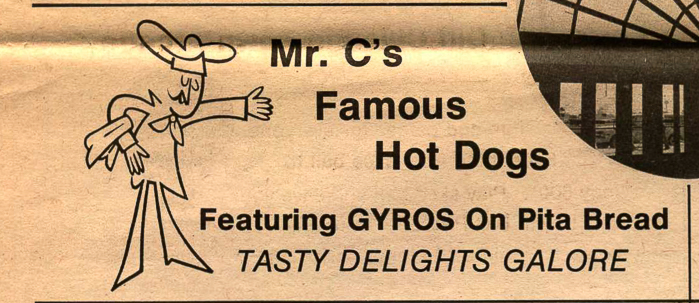 Mr. C's
Famous
Hot Dogs
Featuring GYROS On Pita Bread
TASTY DELIGHTS GALORE